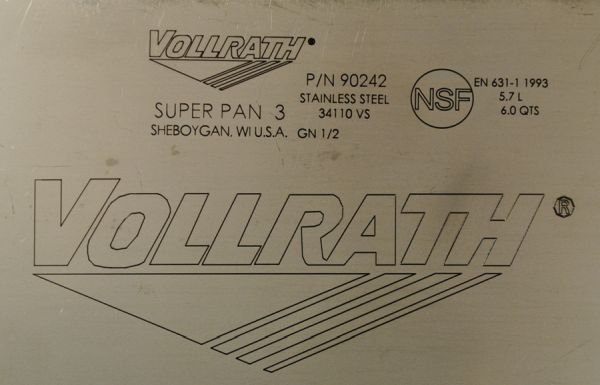 VOLLRATH
P/N 90242
STAINLESS STEEL
34110 VS
SUPER PAN 3
SHEBOYGAN, WI U.S.A. GN 1/2
NSF
EN 631-1 1993
5.7 L
6.0 QTS
VOLLRATH®